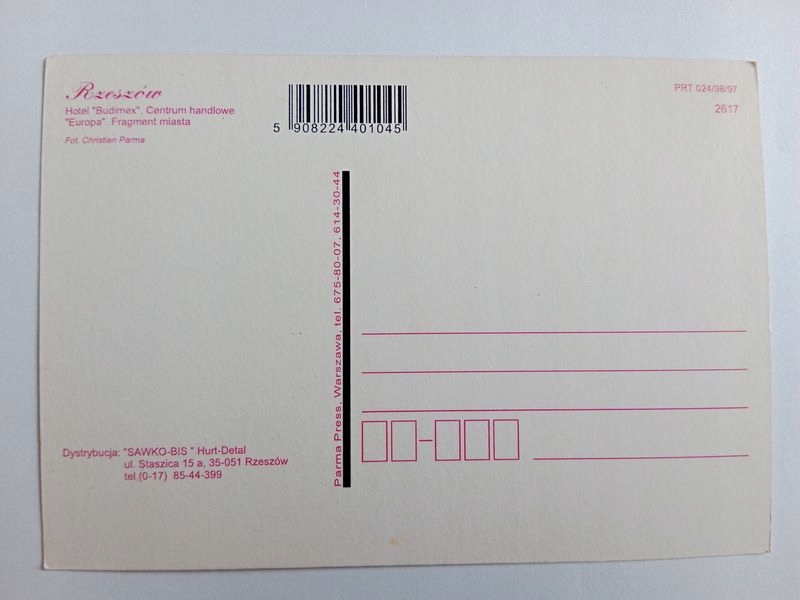 Rzeszów
Hotel "Budimex". Centrum handlowe
"Europa". Fragment miasta
Fot. Christian Parma
5 908224 401045
PRT 024/98/97
2617
Parma Press, Warszawa, tel. 675-80-07, 614-30-44
Dystrybucja: "SAWKO-BIS " Hurt-Detal
ul. Staszica 15 a, 35-051 Rzeszów
tel (0-17) 85-44-399